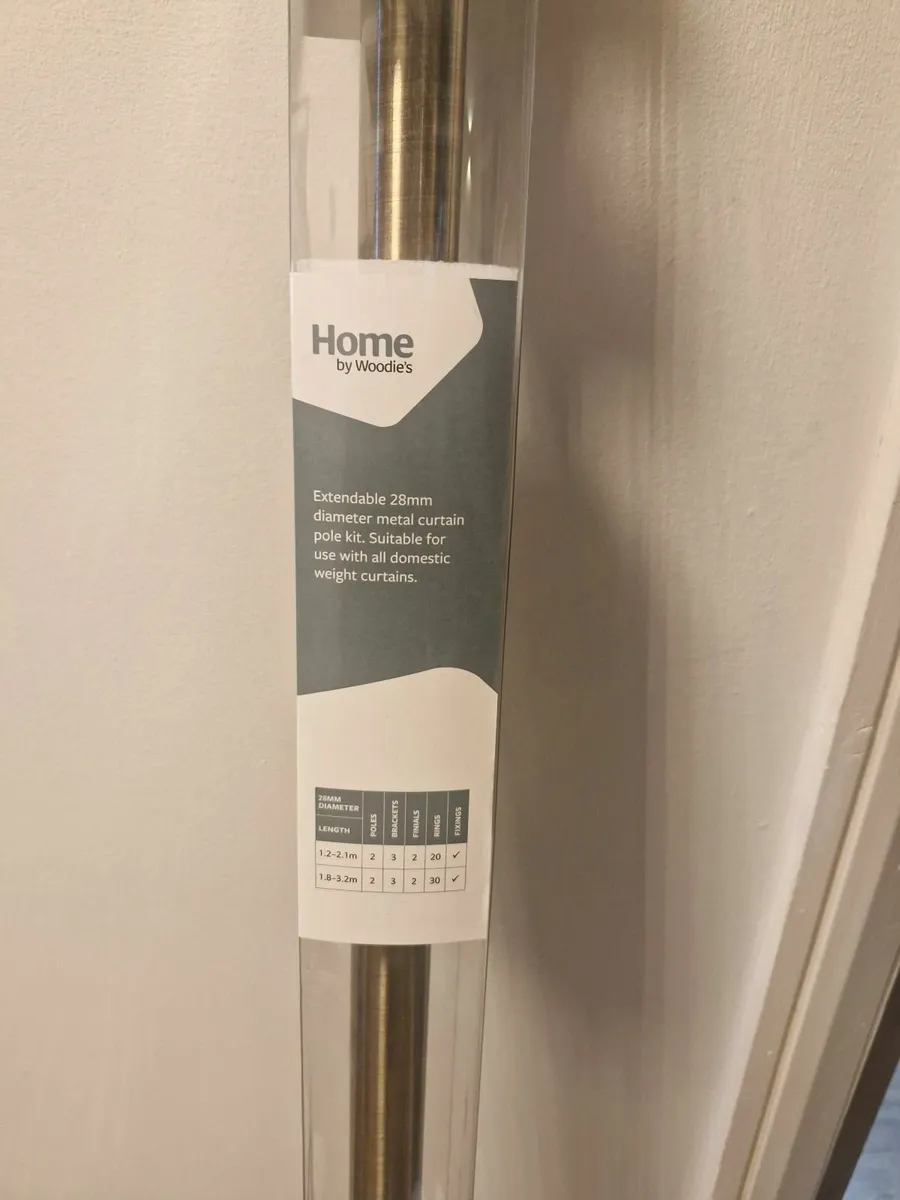 Home
by Woodie's
Extendable 28mm
diameter metal curtain
pole kit. Suitable for
use with all domestic
weight curtains.
28MM
DIAMETER
LENGTH POLES BRACKETS FINIALS RINGS FIXINGS
1.2-2.1m 2 3 2 20 ✓
1.8-3.2m 2 3 2 30 ✓